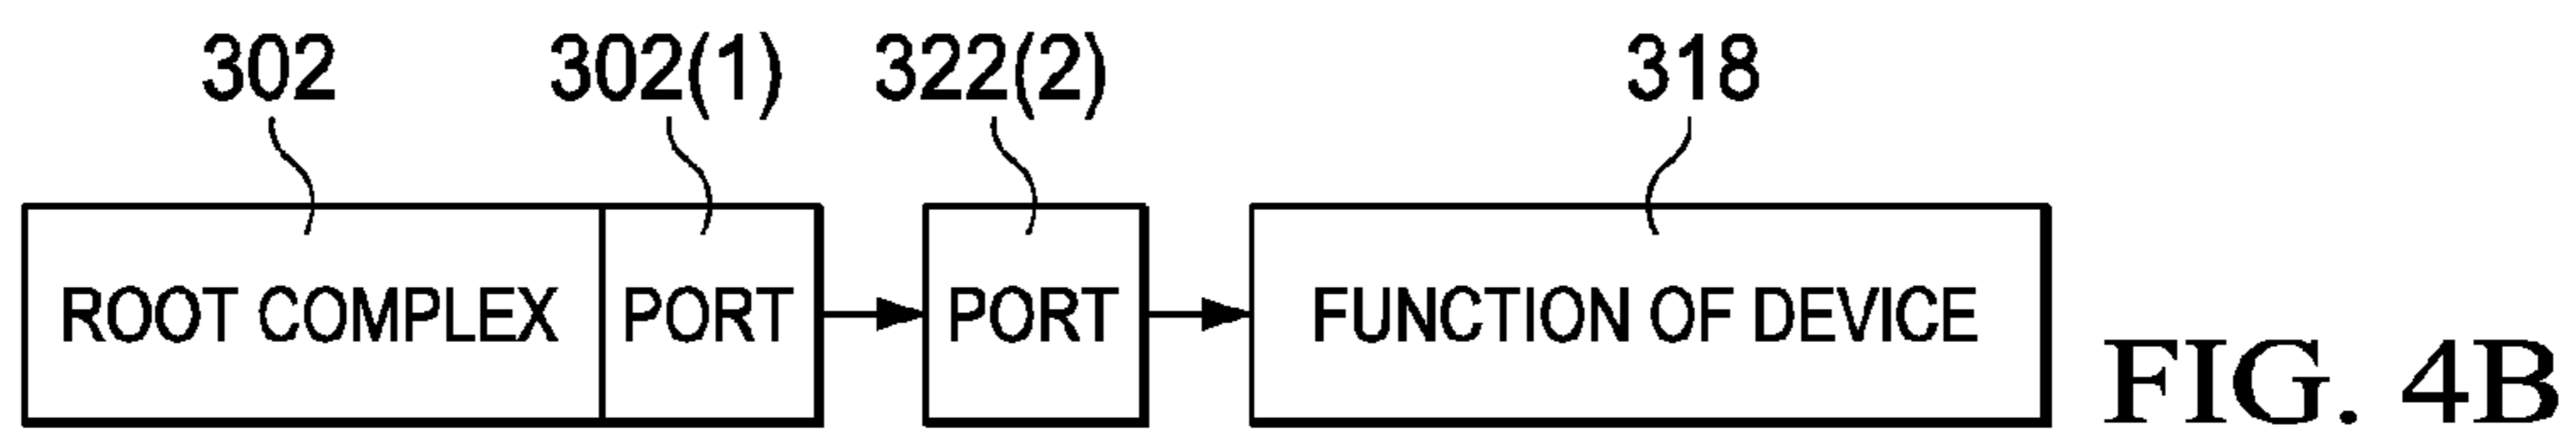 302 302(1) 322(2) 318
ROOT COMPLEX PORT PORT FUNCTION OF DEVICE
FIG. 4B